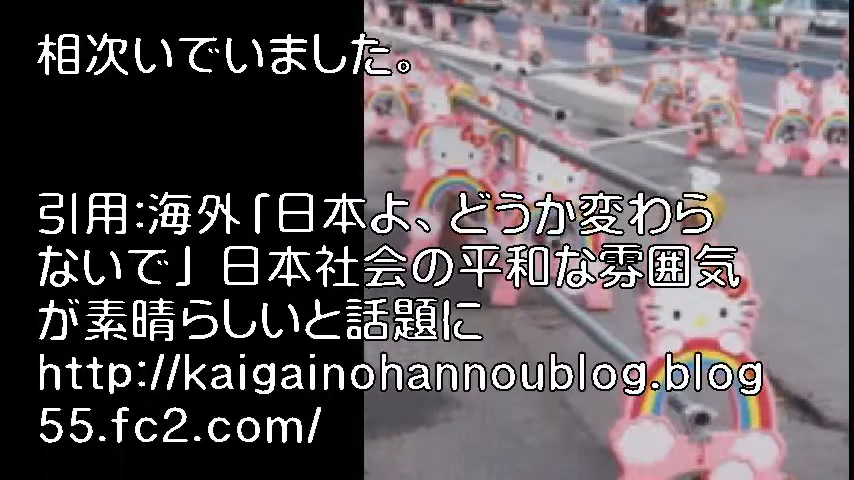 相次いでいました。
引用:海外「日本よ、どうか変わら
ないで」 日本社会の平和な雰囲気
が素晴らしいと話題に
http://kaigainohannoublog.blog
55.fc2.com/